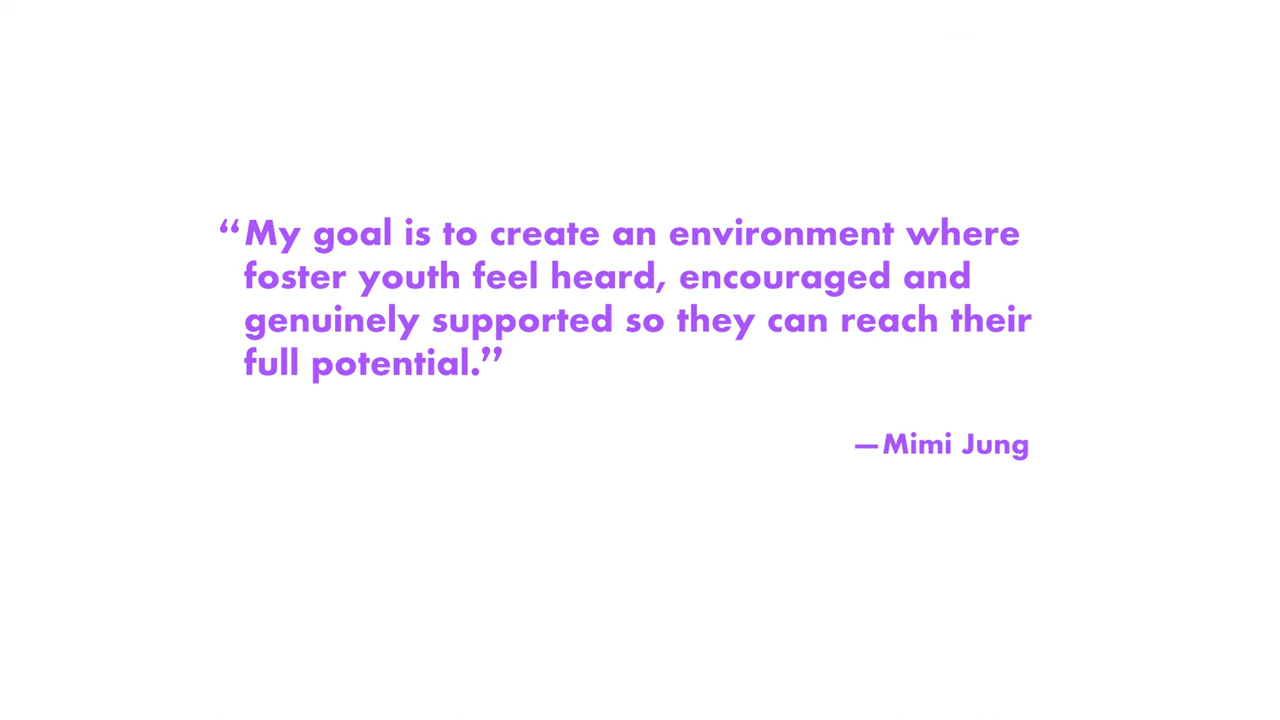 “My goal is to create an environment where
foster youth feel heard, encouraged and
genuinely supported so they can reach their
full potential.”
—Mimi Jung